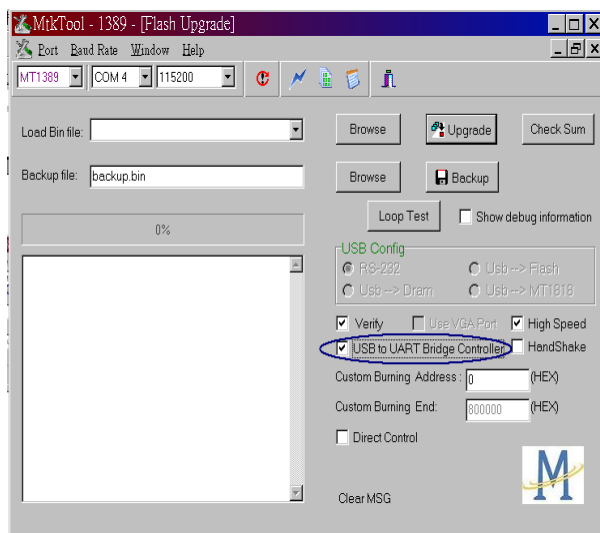 MtkTool - 1389 - [Flash Upgrade]
Port Baud Rate Window Help
MT1389 COM 4 115200
Load Bin file: Browse Upgrade Check Sum
Backup file: backup.bin Browse Backup
Loop Test Show debug information
0%
USB Config
RS-232 Usb --> Flash
Usb --> Dram Usb --> MT1818
Verify Use VGA Port High Speed
USB to UART Bridge Controller HandShake
Custom Burning Address : 0 (HEX)
Custom Burning End: 800000 (HEX)
Direct Control
M
Clear MSG